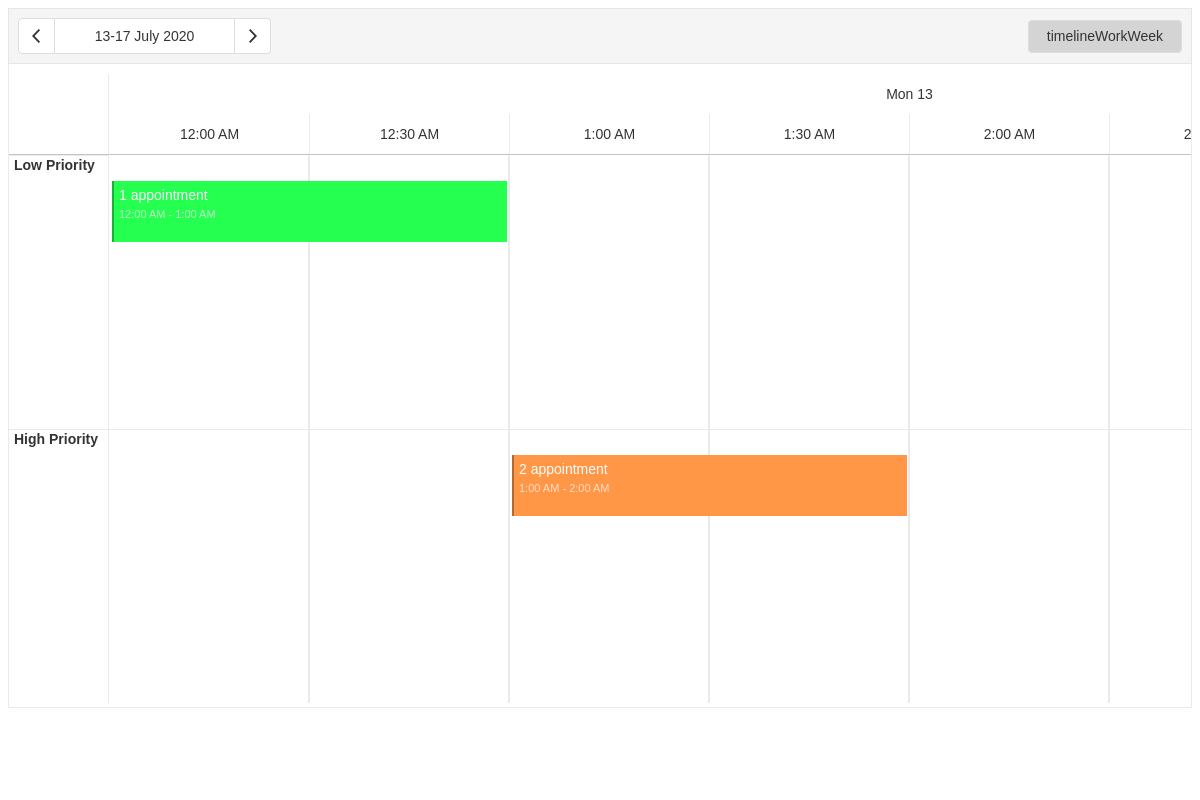 13-17 July 2020
timelineWorkWeek
Mon 13
12:00 AM
12:30 AM
1:00 AM
1:30 AM
2:00 AM
2
Low Priority
1 appointment
12:00 AM - 1:00 AM
High Priority
2 appointment
1:00 AM - 2:00 AM